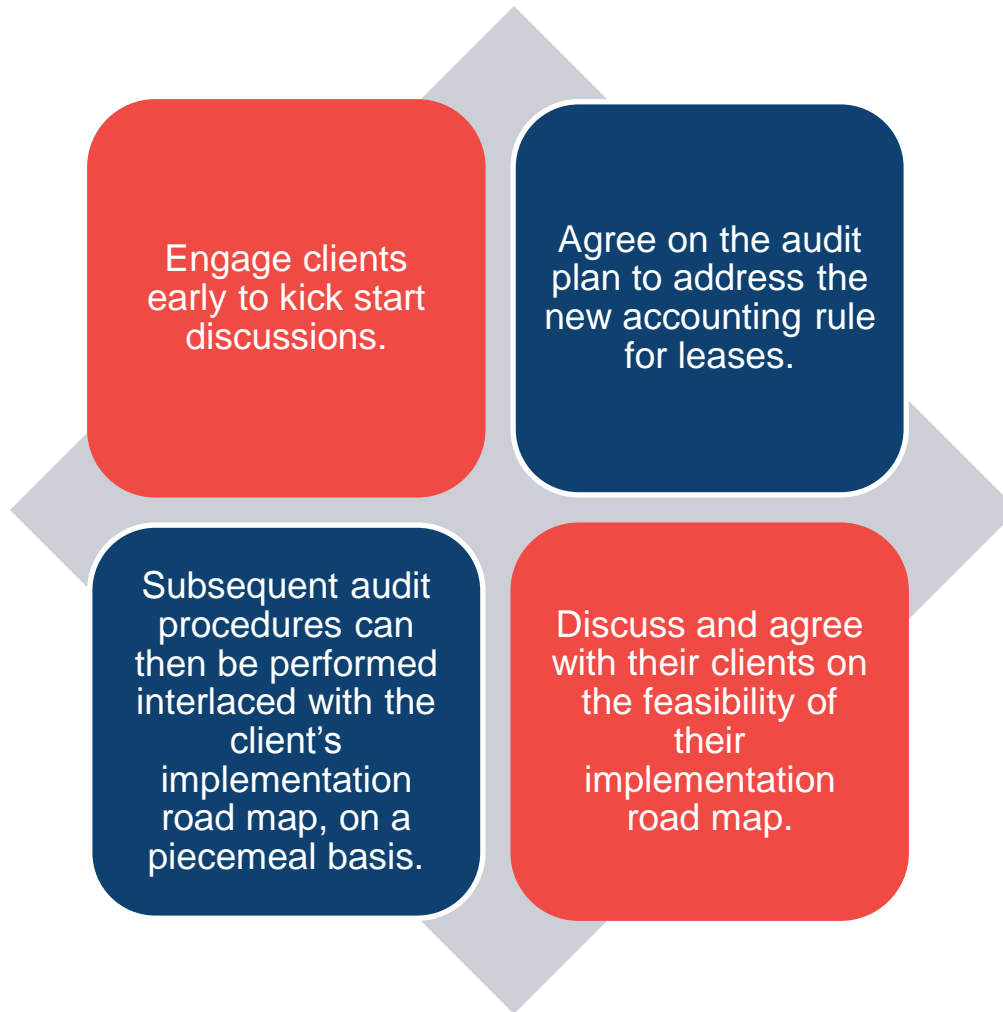 Engage clients
early to kick start
discussions.
Agree on the audit
plan to address the
new accounting rule
for leases.
Subsequent audit
procedures can
then be performed
interlaced with the
client’s
implementation
road map, on a
piecemeal basis.
Discuss and agree
with their clients on
the feasibility of
their
implementation
road map.